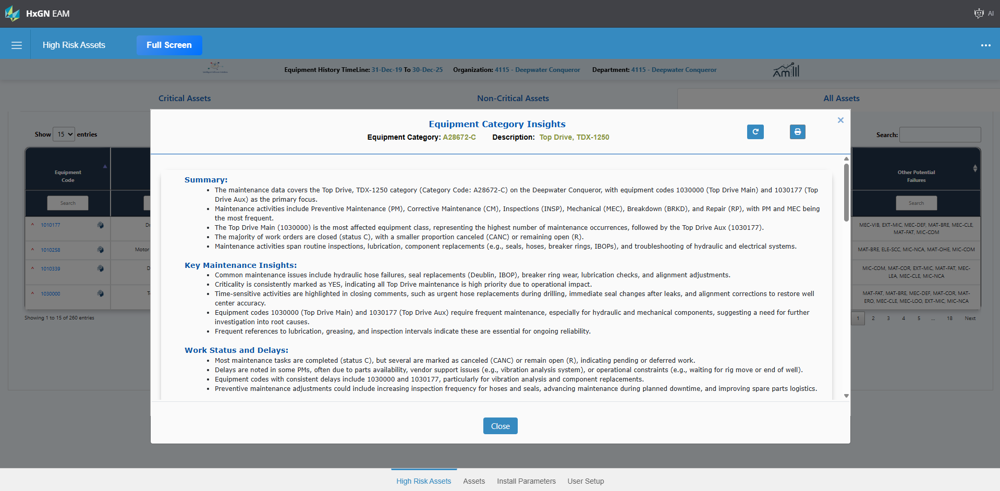 HxGN EAM
AI
High Risk Assets
Full Screen
Equipment History TimeLine: 31-Dec-19 To 30-Dec-25 Organization: 4115 - Deepwater Conqueror Department: 4115 - Deepwater Conqueror
Amill
Critical Assets
Non-Critical Assets
All Assets
Show 15 entries
Search:
Equipment
Code
Search
^ 1010177
^ 1010258
Motor
^ 1010339
D
^ 1030000
Showing 1 to 15 of 260 entries
Equipment Category Insights
Equipment Category: A28672-C Description: Top Drive, TDX-1250
×
Summary:
• The maintenance data covers the Top Drive, TDX-1250 category (Category Code: A28672-C) on the Deepwater Conqueror, with equipment codes 1030000 (Top Drive Main) and 1030177 (Top
Drive Aux) as the primary focus.
• Maintenance activities include Preventive Maintenance (PM), Corrective Maintenance (CM), Inspections (INSP), Mechanical (MEC), Breakdown (BRKD), and Repair (RP), with PM and MEC being
the most frequent.
• The Top Drive Main (1030000) is the most affected equipment class, representing the highest number of maintenance occurrences, followed by the Top Drive Aux (1030177).
• The majority of work orders are closed (status C), with a smaller proportion canceled (CANC) or remaining open (R).
• Maintenance activities span routine inspections, lubrication, component replacements (e.g., seals, hoses, breaker rings, IBOPs), and troubleshooting of hydraulic and electrical systems.
Key Maintenance Insights:
• Common maintenance issues include hydraulic hose failures, seal replacements (Deublin, IBOP), breaker ring wear, lubrication checks, and alignment adjustments.
• Criticality is consistently marked as YES, indicating all Top Drive maintenance is high priority due to operational impact.
• Time-sensitive activities are highlighted in closing comments, such as urgent hose replacements during drilling, immediate seal changes after leaks, and alignment corrections to restore well
center accuracy.
• Equipment codes 1030000 (Top Drive Main) and 1030177 (Top Drive Aux) require frequent maintenance, especially for hydraulic and mechanical components, suggesting a need for further
investigation into root causes.
• Frequent references to lubrication, greasing, and inspection intervals indicate these are essential for ongoing reliability.
Work Status and Delays:
• Most maintenance tasks are completed (status C), but several are marked as canceled (CANC) or remain open (R), indicating pending or deferred work.
• Delays are noted in some PMs, often due to parts availability, vendor support issues (e.g., vibration analysis system), or operational constraints (e.g., waiting for rig move or end of well).
• Equipment codes with consistent delays include 1030000 and 1030177, particularly for vibration analysis and component replacements.
• Preventive maintenance adjustments could include increasing inspection frequency for hoses and seals, advancing maintenance during planned downtime, and improving spare parts logistics.
Close
Other Potential
Failures
Search
MEC-VIB, EXT-MIC, MEC-DEF, MAT-BRE, MEC-CLE,
MAT-FAT, MIC-COM
MAT-BRE, ELE-SCC, MIC-NCA, MAT-OHE, MIC-COM
MIC-COM, MAT-COR, EXT-MIC, MAT-FAT, MEC-
LEA, MEC-CLE, MIC-NCA
MAT-FAT, MAT-BRE, MEC-DEF, MAT-COR, MAT-
ERO, MEC-CLE, MEC-LOO, EXT-MIC, MIC-NCA
1 2 3 4 5 ... 18 Next
High Risk Assets Assets Install Parameters User Setup